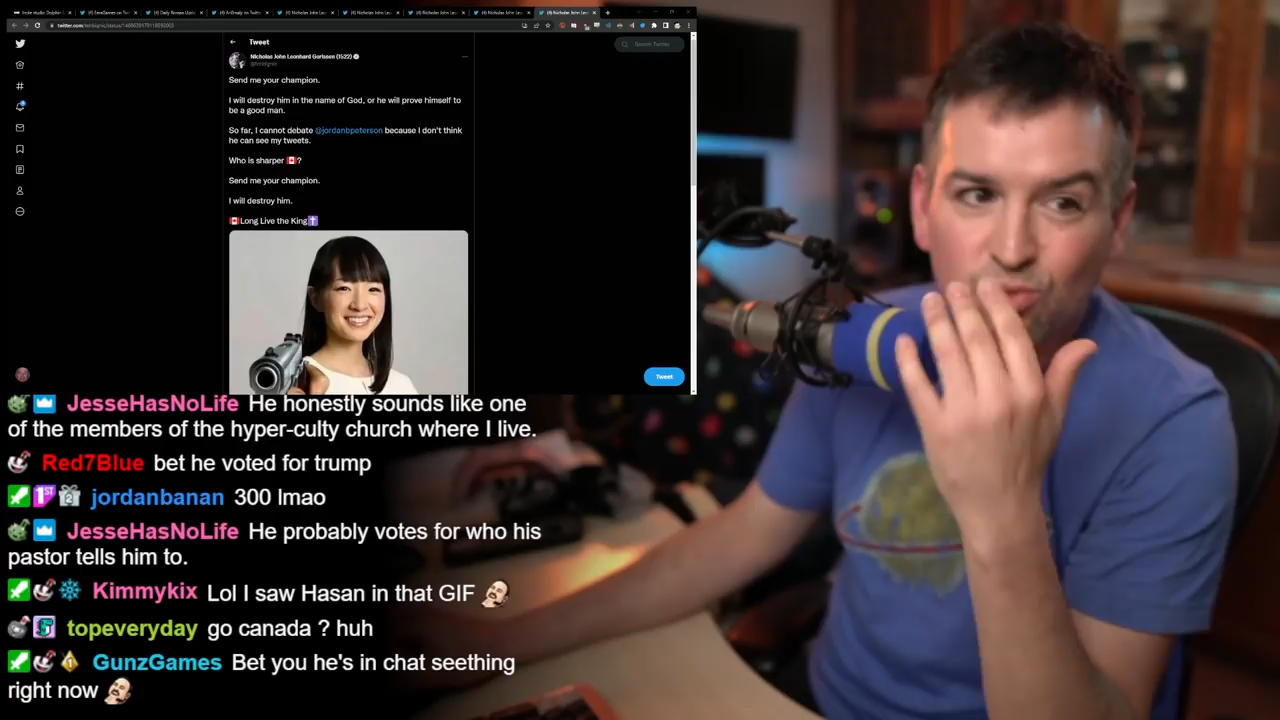 Tweet
Nicholas John Leonhard Gorissen (1522)
Search Twitter
Send me your champion.
I will destroy him in the name of God, or he will prove himself to
be a good man.
So far, I cannot debate @jordanbpeterson because I don't think
he can see my tweets.
Who is sharper 🇨🇦?
Send me your champion.
I will destroy him.
🇨🇦Long Live the King✝️
Tweet
JesseHasNoLife He honestly sounds like one
of the members of the hyper-culty church where I live.
Red7Blue bet he voted for trump
1ST 2 jordanbanan 300 lmao
JesseHasNoLife He probably votes for who his
pastor tells him to.
Kimmykix Lol I saw Hasan in that GIF
topeveryday go canada ? huh
GunzGames Bet you he's in chat seething
right now